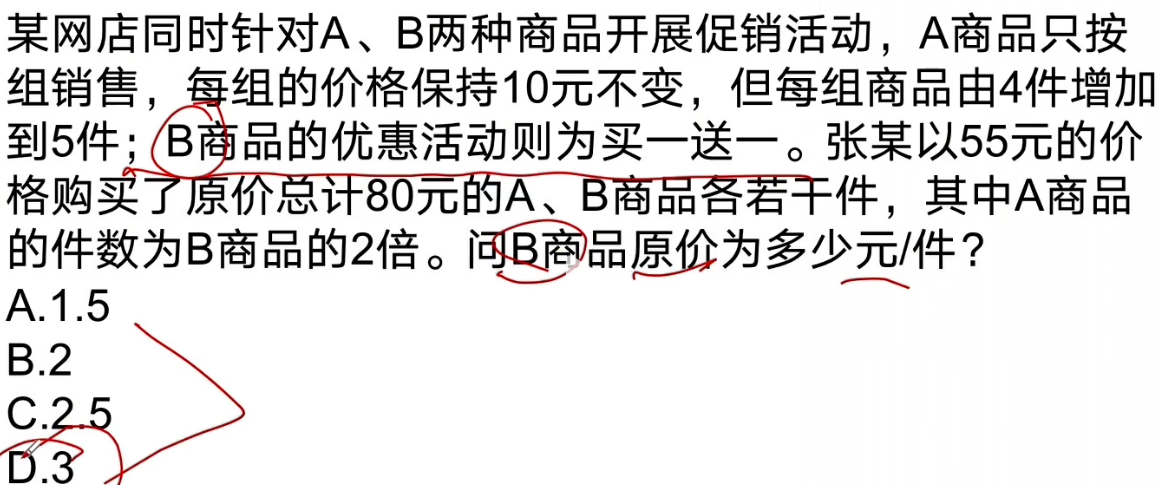 某网店同时针对A、B两种商品开展促销活动，A商品只按
组销售，每组的价格保持10元不变，但每组商品由4件增加
到5件；B商品的优惠活动则为买一送一。张某以55元的价
格购买了原价总计80元的A、B商品各若干件，其中A商品
的件数为B商品的2倍。问B商品原价为多少元/件？
A.1.5
B.2
C.2.5
D.3